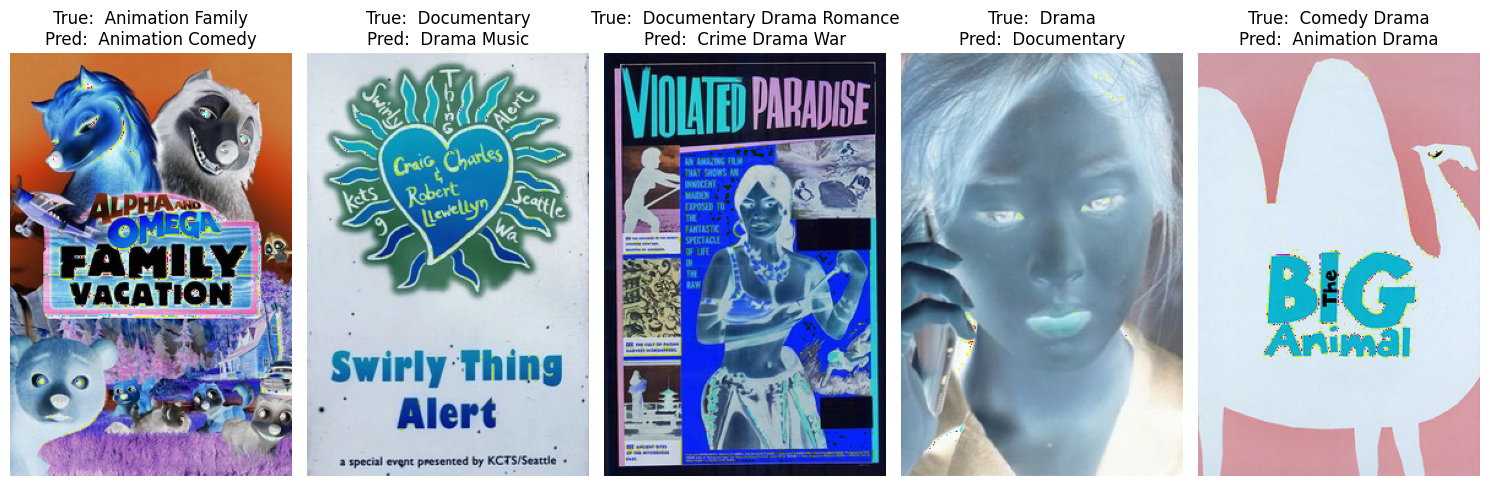 True:  Animation Family
Pred:  Animation Comedy
ALPHA AND
OMEGA
FAMILY
VACATION
True:  Documentary
Pred:  Drama Music
Swirly
Thing
Alert
Craig Charles
&
Robert
Llewellyn
Kcts
9
Seattle
Wa
Swirly Thing
Alert
a special event presented by KCTS/Seattle
True:  Documentary Drama Romance
Pred:  Crime Drama War
VIOLATED PARADISE
AN AMAZING FILM
THAT SHOWS AN
INNOCENT
MAIDEN
EXPOSED TO
THE
FANTASTIC
SPECTACLE
OF LIFE
IN
THE
RAW
True:  Drama
Pred:  Documentary
True:  Comedy Drama
Pred:  Animation Drama
The
BIG
Animal